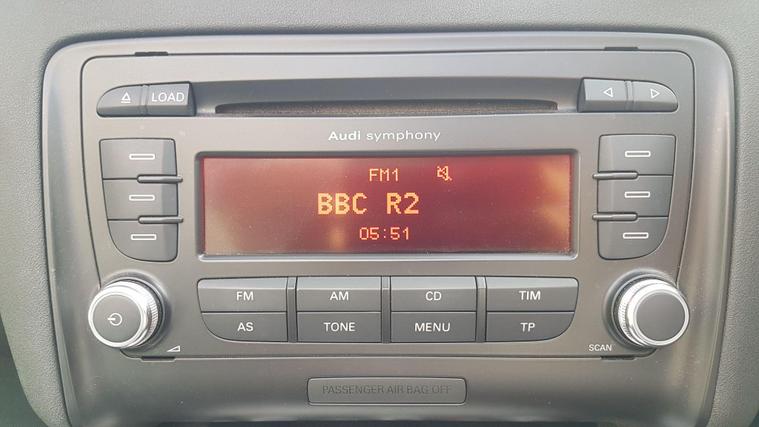 LOAD
Audi symphony
FM1
BBC R2
05:51
FM AM CD TIM
AS TONE MENU TP
SCAN
PASSENGER AIR BAG OFF